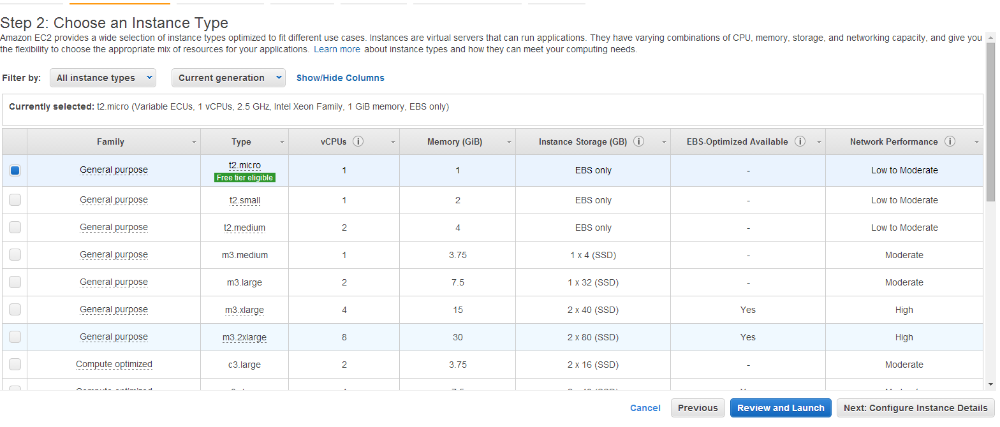 Step 2: Choose an Instance Type
Amazon EC2 provides a wide selection of instance types optimized to fit different use cases. Instances are virtual servers that can run applications. They have varying combinations of CPU, memory, storage, and networking capacity, and give you
the flexibility to choose the appropriate mix of resources for your applications. Learn more about instance types and how they can meet your computing needs.
Filter by: All instance types Current generation Show/Hide Columns
Currently selected: t2.micro (Variable ECUs, 1 vCPUs, 2.5 GHz, Intel Xeon Family, 1 GiB memory, EBS only)
Family Type vCPUs i Memory (GiB) Instance Storage (GB) i EBS-Optimized Available i Network Performance i
General purpose t2.micro 1 1 EBS only - Low to Moderate
Free tier eligible
General purpose t2.small 1 2 EBS only - Low to Moderate
General purpose t2.medium 2 4 EBS only - Low to Moderate
General purpose m3.medium 1 3.75 1 x 4 (SSD) - Moderate
General purpose m3.large 2 7.5 1 x 32 (SSD) - Moderate
General purpose m3.xlarge 4 15 2 x 40 (SSD) Yes High
General purpose m3.2xlarge 8 30 2 x 80 (SSD) Yes High
Compute optimized c3.large 2 3.75 2 x 16 (SSD) - Moderate
Cancel Previous Review and Launch Next: Configure Instance Details